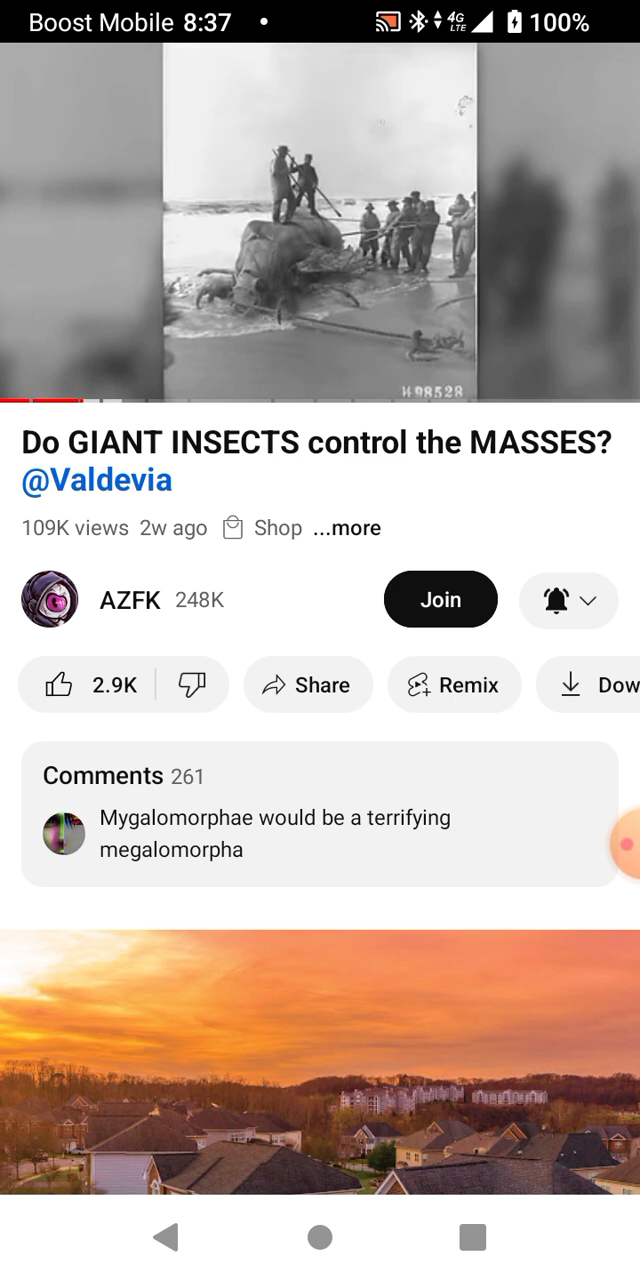 Boost Mobile 8:37
4G
LTE
100%
H98528
Do GIANT INSECTS control the MASSES?
@Valdevia
109K views 2w ago Shop ...more
AZFK 248K Join
2.9K Share Remix Dow
Comments 261
Mygalomorphae would be a terrifying
megalomorpha